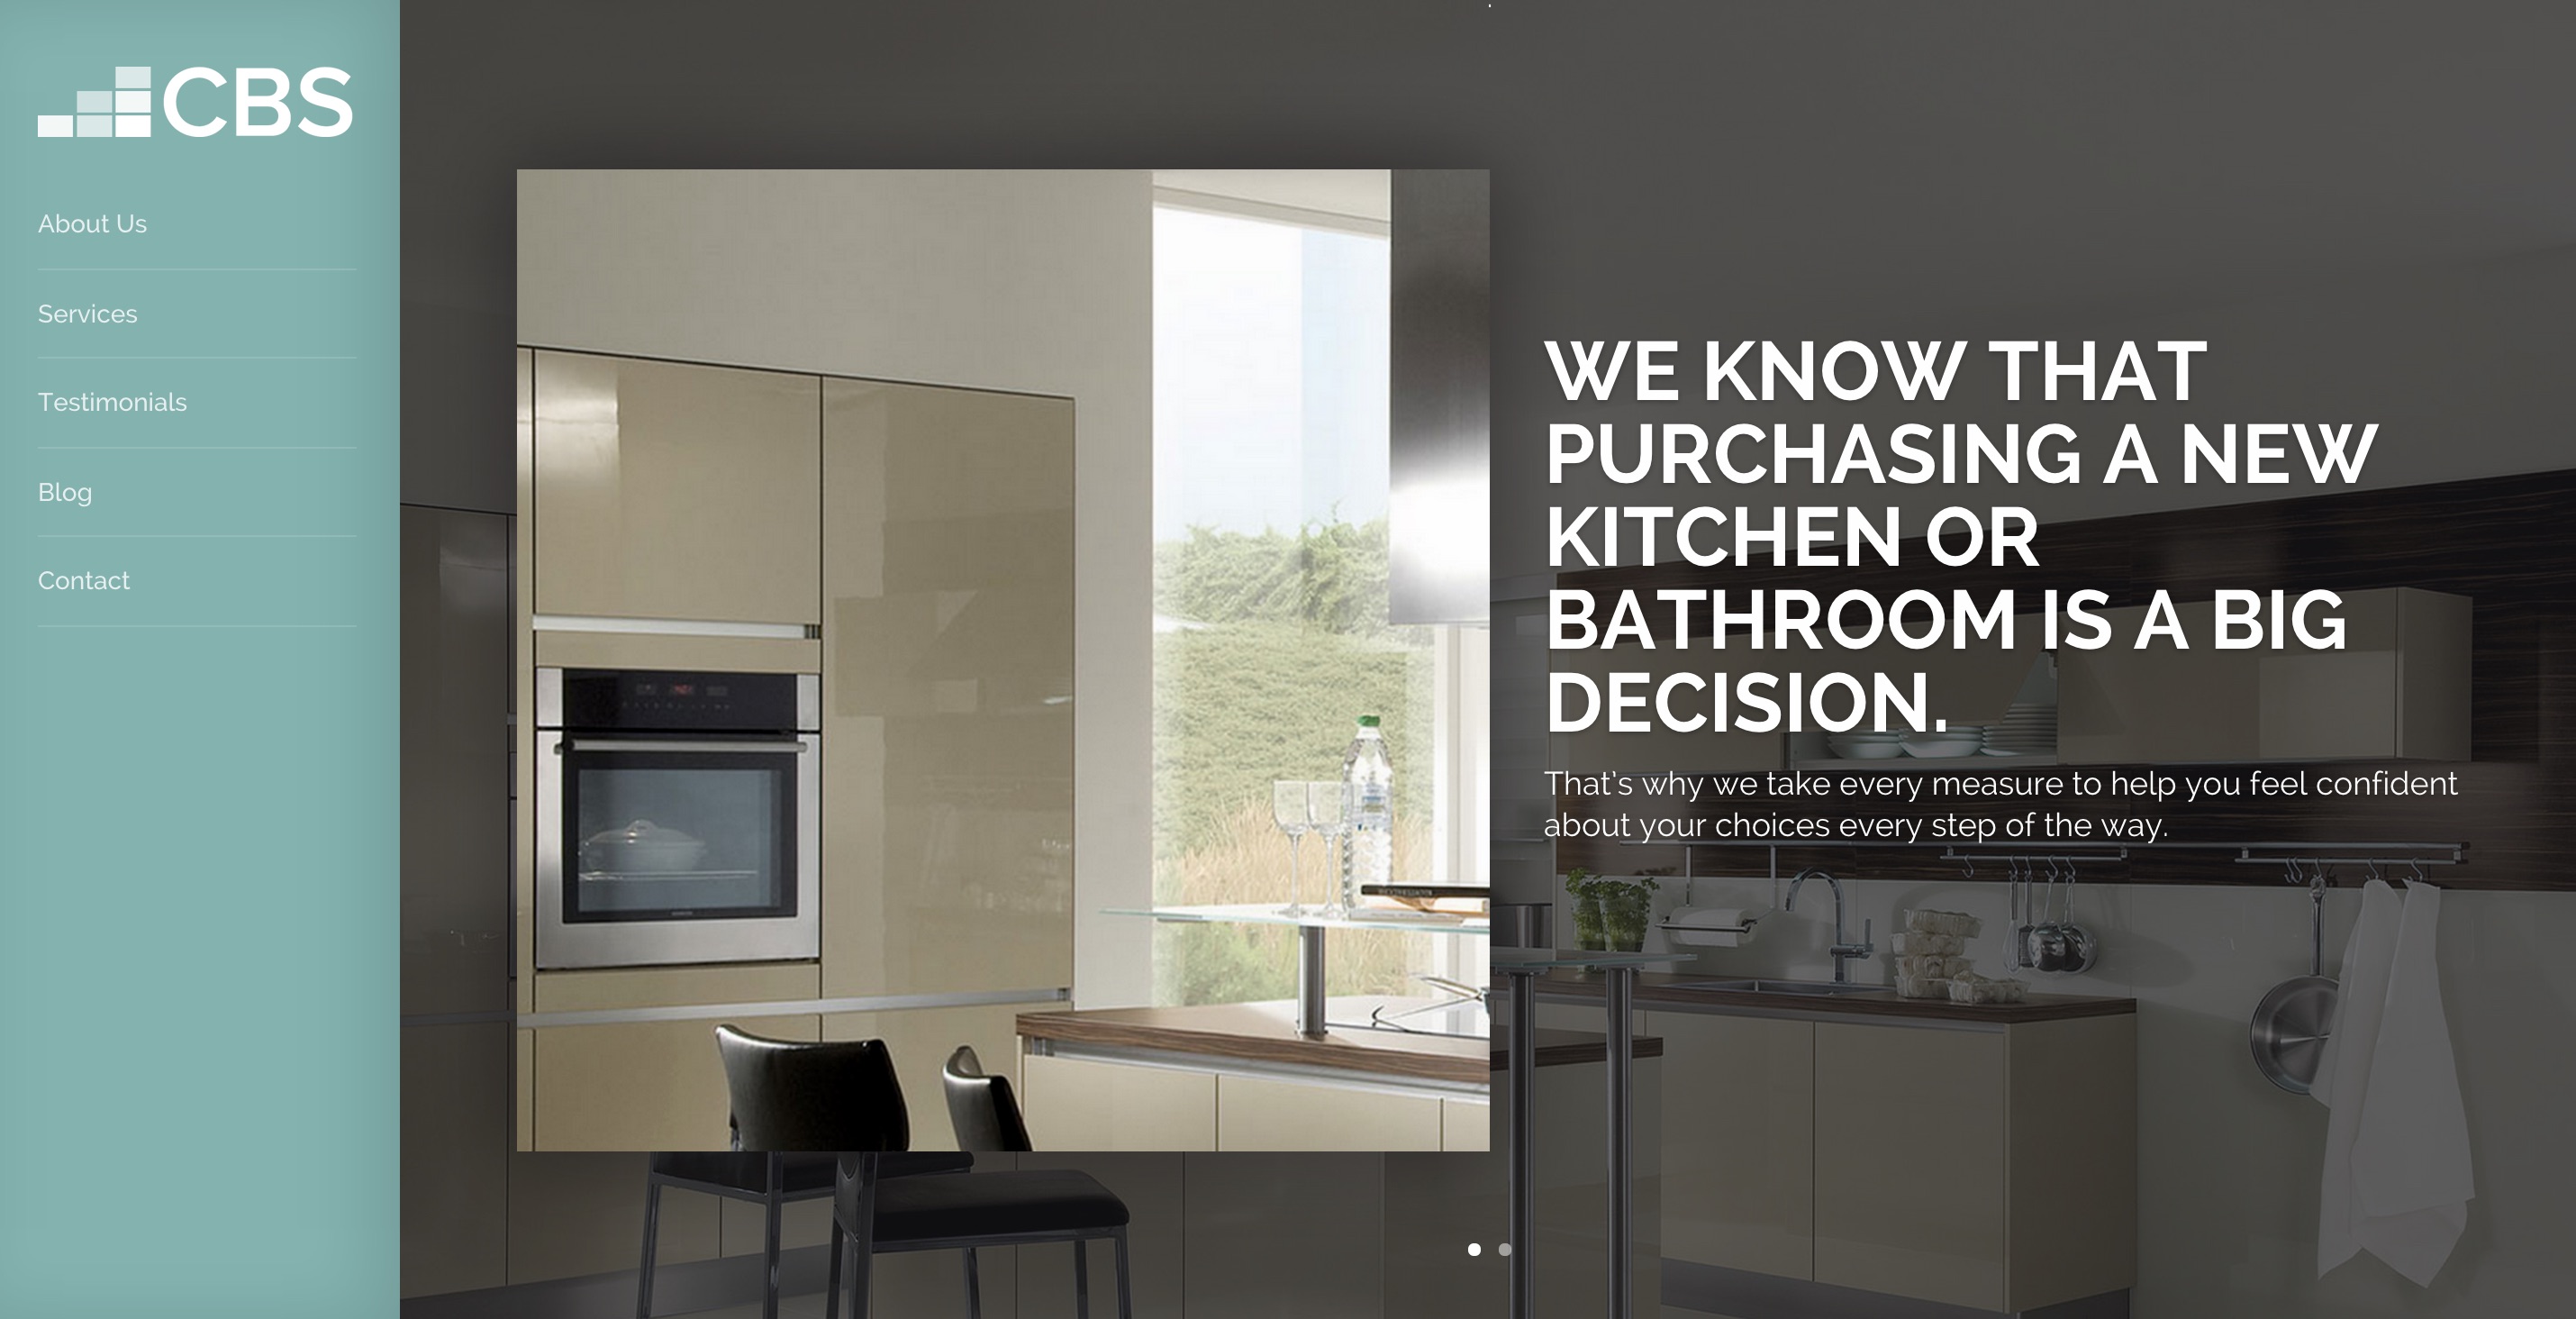 CBS
About Us
Services
Testimonials
Blog
Contact
WE KNOW THAT
PURCHASING A NEW
KITCHEN OR
BATHROOM IS A BIG
DECISION.
That's why we take every measure to help you feel confident
about your choices every step of the way.